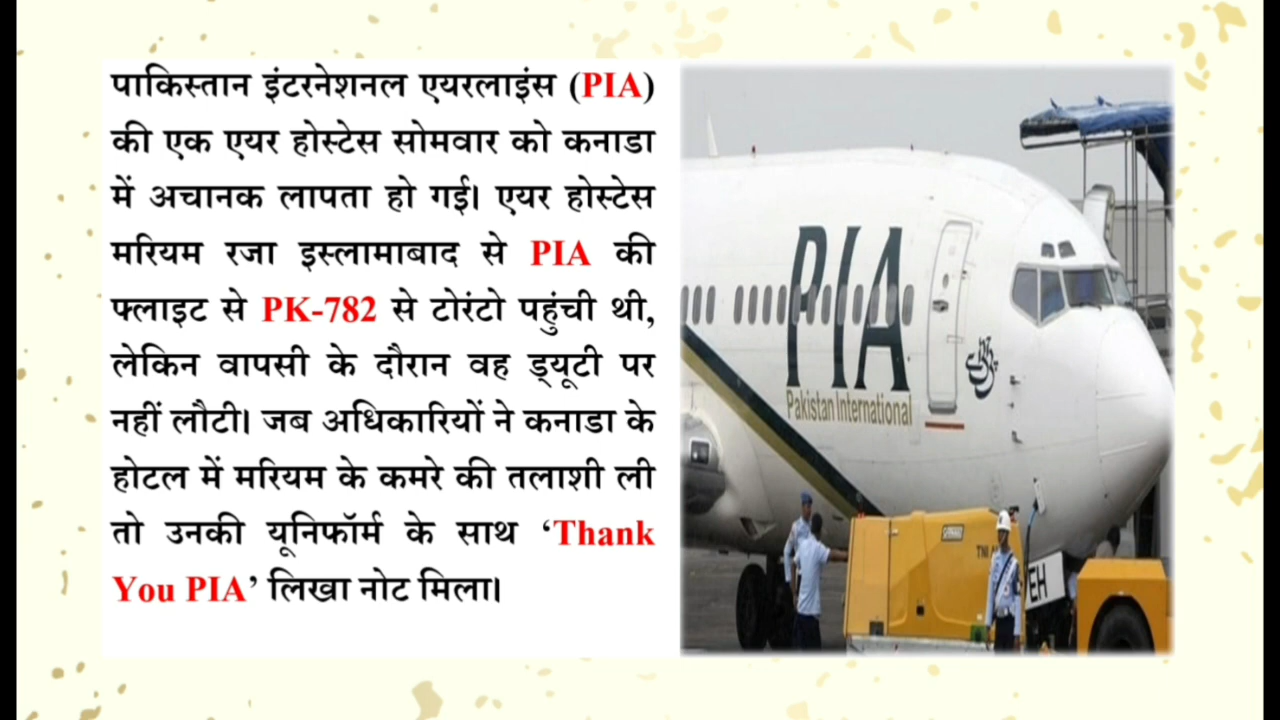 पाकिस्तान इंटरनेशनल एयरलाइंस (PIA)
की एक एयर होस्टेस सोमवार को कनाडा
में अचानक लापता हो गई। एयर होस्टेस
मरियम रजा इस्लामाबाद से PIA की
फ्लाइट से PK-782 से टोरंटो पहुंची थी,
लेकिन वापसी के दौरान वह ड्यूटी पर
नहीं लौटी। जब अधिकारियों ने कनाडा के
होटल में मरियम के कमरे की तलाशी ली
तो उनकी यूनिफॉर्म के साथ ‘Thank
You PIA’ लिखा नोट मिला।
PIA
Pakistan International
EH